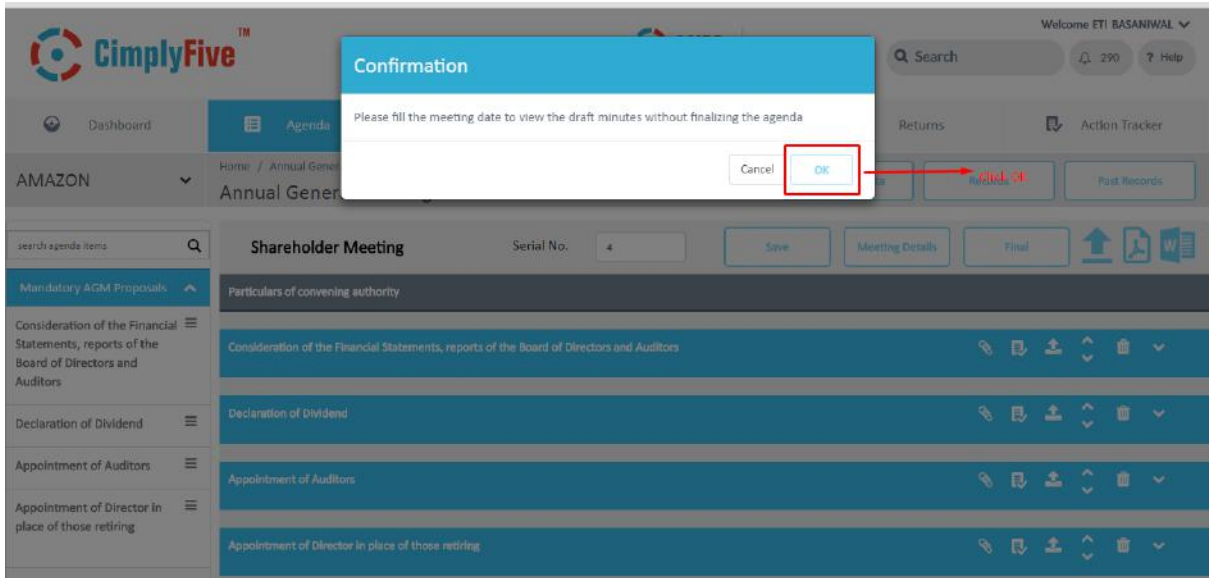 CimplyFive™
Welcome ETI BASANIWAL
Search
290
? Help
Confirmation
Please fill the meeting date to view the draft minutes without finalizing the agenda
Cancel
OK
Click OK
Dashboard
Agenda
Returns
Action Tracker
AMAZON
Home / Annual Gener
Annual Gener
Past Records
search agenda items
Shareholder Meeting
Serial No.
4
Save
Meeting Details
Final
Mandatory AGM Proposals
Particulars of convening authority
Consideration of the Financial
Statements, reports of the
Board of Directors and
Auditors
Consideration of the Financial Statements, reports of the Board of Directors and Auditors
Declaration of Dividend
Declaration of Dividend
Appointment of Auditors
Appointment of Auditors
Appointment of Director in
place of those retiring
Appointment of Director in place of those retiring